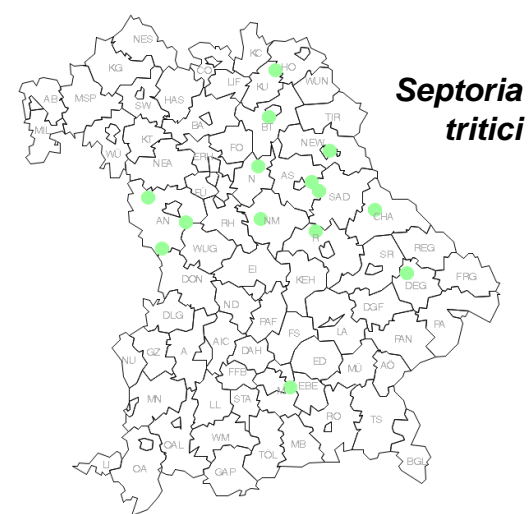 NES
KC
HO
CO
KG
LIF
KU
WUN
Septoria
tritici
AB
MSP
SW
HAS
MIL
BA
BT
TIR
WÜ
KT
NEA
ERH
FO
NEW
FÜ
N
AS
SAD
AN
RH
NM
CHA
WUG
R
EI
KEH
SR
REG
DEG
FRG
DON
ND
DGF
PA
DLG
PAF
FS
LA
PAN
NU
GZ
A
AIC
DAH
ED
MÜ
AÖ
FFB
M
EBE
MN
LL
STA
RO
TS
OAL
WM
TÖL
MB
LI
OA
GAP
BGL